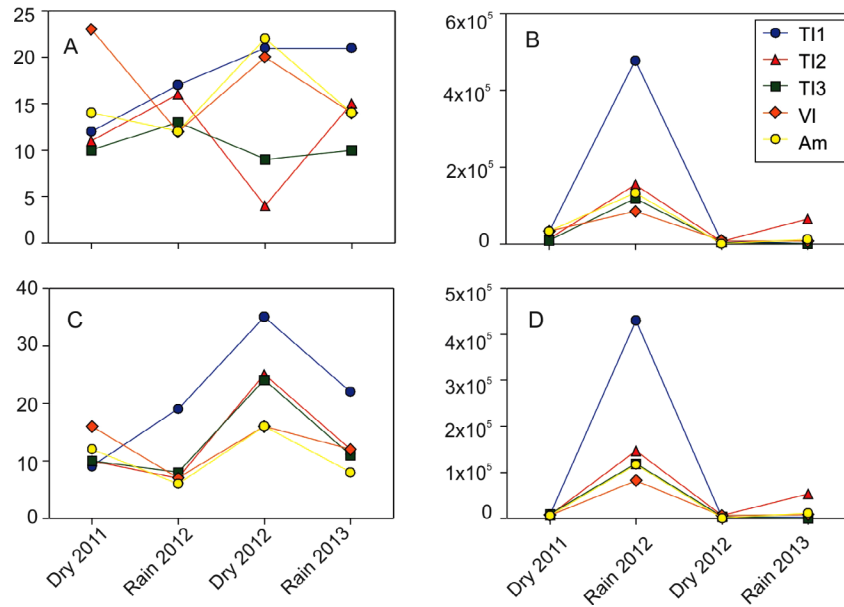 25
20
15
10
5
0
A
6x10⁵
4x10⁵
2x10⁵
0
B
TI1
TI2
TI3
VI
Am
40
30
20
10
0
C
Dry 2011
Rain 2012
Dry 2012
Rain 2013
5x10⁵
4x10⁵
3x10⁵
2x10⁵
1x10⁵
0
D
Dry 2011
Rain 2012
Dry 2012
Rain 2013